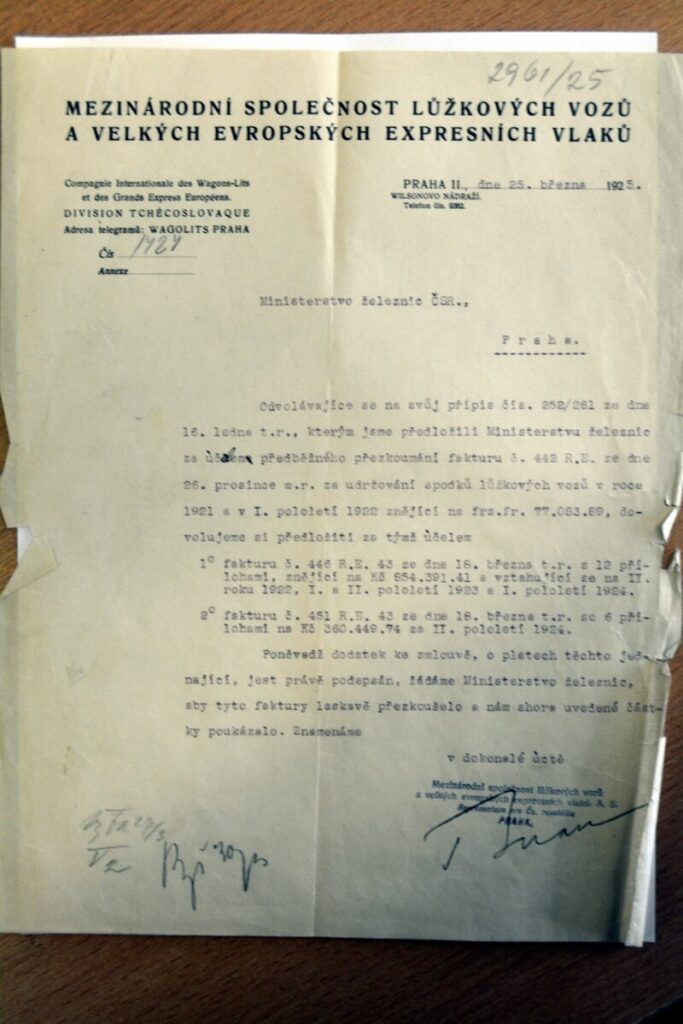 2961/25
MEZINÁRODNÍ SPOLEČNOST LŮŽKOVÝCH VOZŮ
A VELKÝCH EVROPSKÝCH EXPRESNÍCH VLAKŮ
Compagnie Internationale des Wagons-Lits
et des Grands Express Européens.
DIVISION TCHÉCOSLOVAQUE
Adresa telegramů: WAGOLITS PRAHA
Čís 1727
Annexe
PRAHA II., dne 25. března 1925.
WILSONOVO NÁDRAŽÍ.
Telefon čís.
Ministerstvo železnic ČSR.,
Praha.
Odvolávajíce se na svůj přípis čís. 252/261 ze dne
16. ledna t.r., kterým jsme předložili Ministerstvu železnic
za účelem předběžného přezkoumání fakturu č. 442 R.E. ze dne
26. prosince m.r. za udržování spodků lůžkových vozů v roce
1921 a v I. pololetí 1922 znějící na frs.fr. 77.083.89, do-
volujeme si předložiti za týmž účelem
1° fakturu č. 446 R.E. 43 ze dne 18. března t.r. s 12 pří-
lohami, znějící na Kč 854.391.41 a vztahující se na II.
roku 1922, I. a II. pololetí 1923 a I. pololetí 1924.
2° fakturu č. 451 R.E. 43 ze dne 18. března t.r. se 6 pří-
lohami na Kč 360.449.74 za II. pololetí 1924.
Poněvadž dodatek ke smlouvě, o platech těchto jed-
nající, jest právě podepsán, žádáme Ministerstvo železnic,
aby tyto faktury laskavě přezkoušelo a nám shora uvedené část-
ky poukázalo. Znamenáme
v dokonalé úctě
Mezinárodní společnost lůžkových vozů
a velkých evropských expresních vlaků. A. S.
Representace pro Čs. republiku
PRAHA.